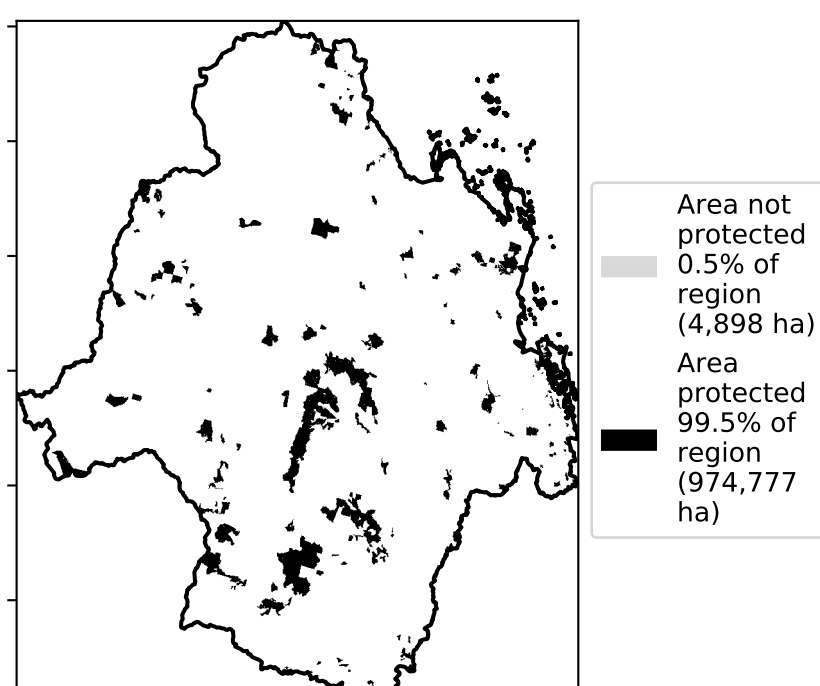 Area not
protected
0.5% of
region
(4,898 ha)
Area
protected
99.5% of
region
(974,777
ha)